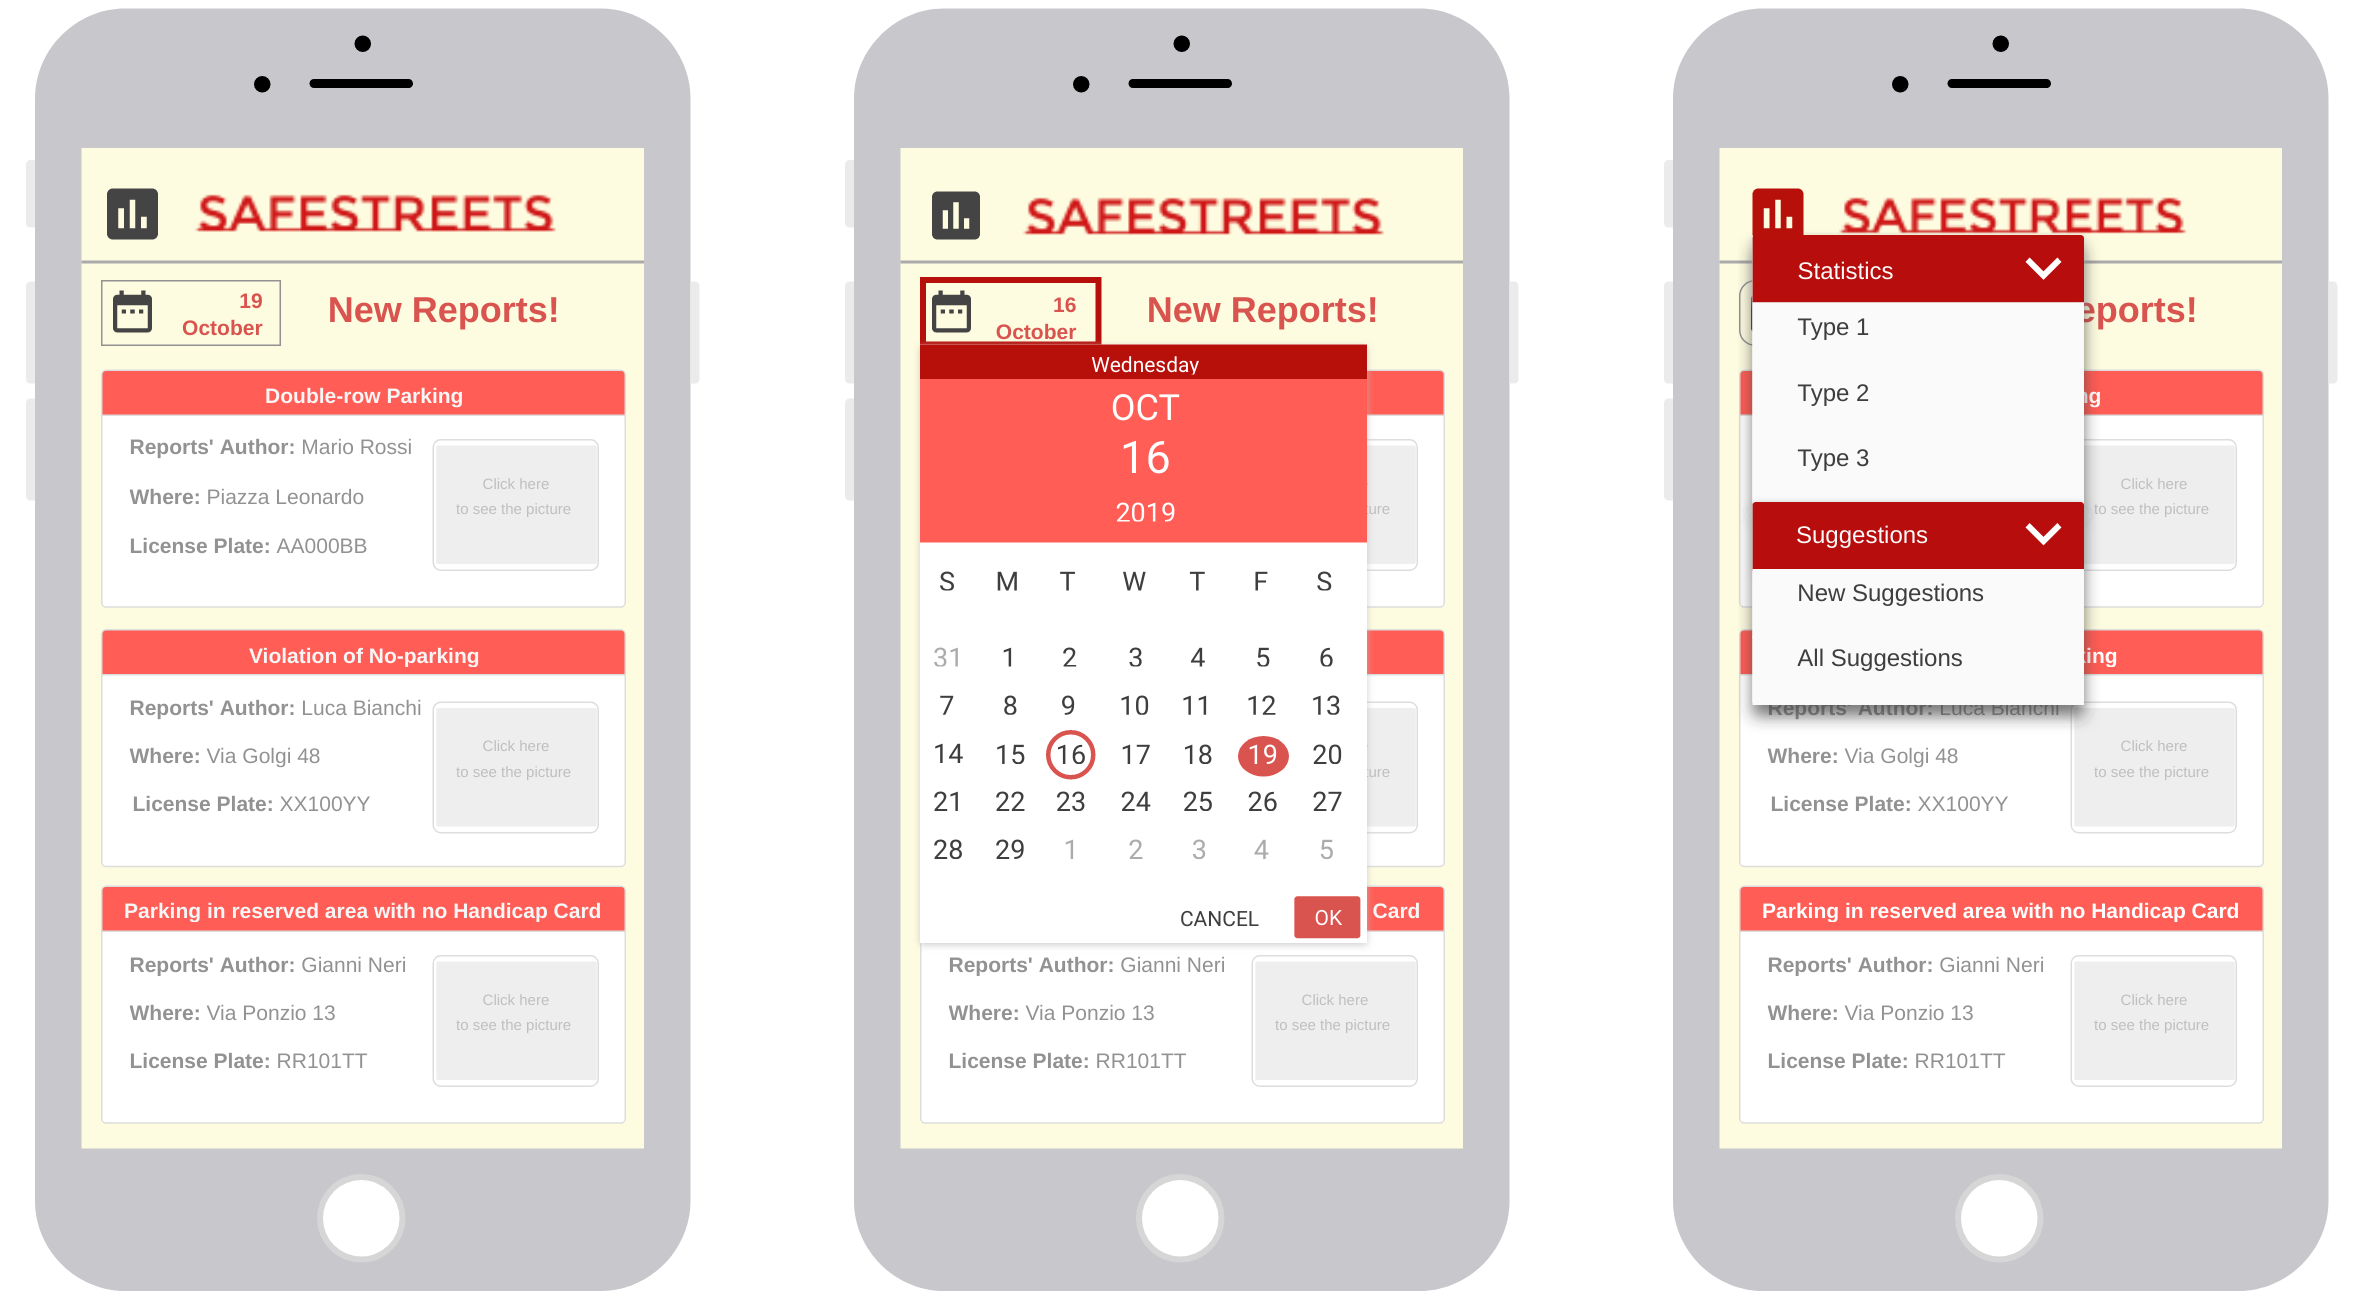 SAFESTREETS
19
October
New Reports!
Double-row Parking
Reports' Author: Mario Rossi
Where: Piazza Leonardo
License Plate: AA000BB
Click here
to see the picture
Violation of No-parking
Reports' Author: Luca Bianchi
Where: Via Golgi 48
License Plate: XX100YY
Click here
to see the picture
Parking in reserved area with no Handicap Card
Reports' Author: Gianni Neri
Where: Via Ponzio 13
License Plate: RR101TT
Click here
to see the picture
SAFESTREETS
16
October
New Reports!
Wednesday
OCT
16
2019
S M T W T F S
31 1 2 3 4 5 6
7 8 9 10 11 12 13
14 15 16 17 18 19 20
21 22 23 24 25 26 27
28 29 1 2 3 4 5
CANCEL OK
Card
Reports' Author: Gianni Neri
Where: Via Ponzio 13
License Plate: RR101TT
Click here
to see the picture
SAFESTREETS
eports!
Statistics
Type 1
Type 2
Type 3
Suggestions
New Suggestions
All Suggestions
Click here
to see the picture
Reports' Author: Luca Bianchi
Where: Via Golgi 48
License Plate: XX100YY
Click here
to see the picture
Parking in reserved area with no Handicap Card
Reports' Author: Gianni Neri
Where: Via Ponzio 13
License Plate: RR101TT
Click here
to see the picture